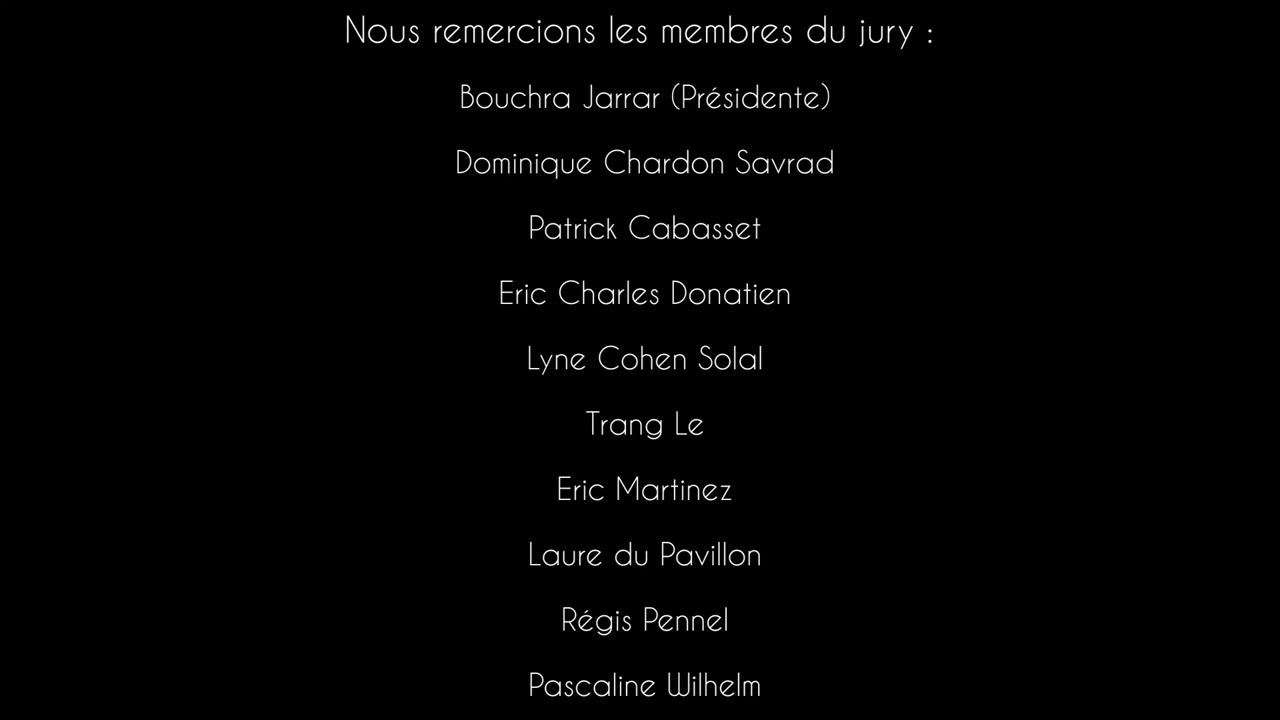 Nous remercions les membres du jury :
Bouchra Jarrar (Présidente)
Dominique Chardon Savrad
Patrick Cabasset
Eric Charles Donatien
Lyne Cohen Solal
Trang Le
Eric Martinez
Laure du Pavillon
Régis Pennel
Pascaline Wilhelm